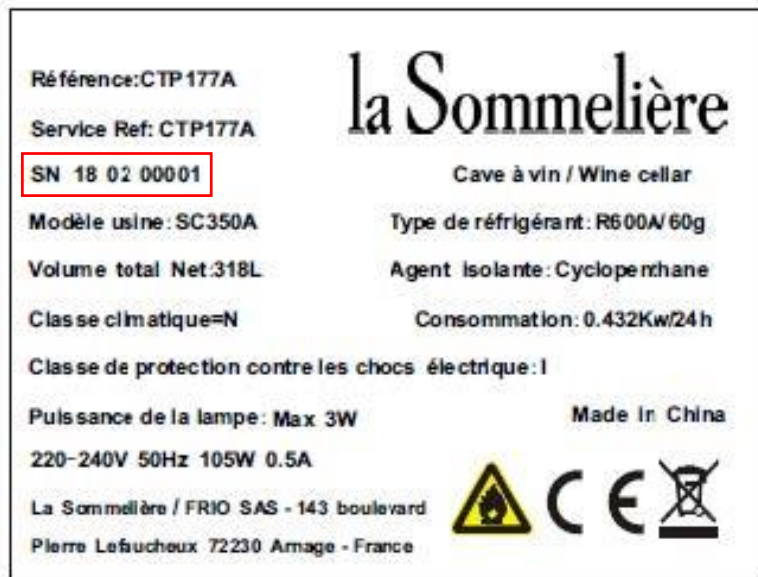 la Sommelière
Référence:CTP177A
Service Ref: CTP177A
SN 18 02 00001
Cave à vin / Wine cellar
Modèle usine: SC350A
Type de réfrigérant: R600A/60g
Volume total Net:318L
Agent isolante: Cyclopenthane
Classe climatique=N
Consommation: 0.432Kw/24h
Classe de protection contre les chocs électrique: I
Puissance de la lampe: Max 3W
Made In China
220-240V 50Hz 105W 0.5A
La Sommelière / FRIO SAS - 143 boulevard
Pierre Lefaucheux 72230 Arnage - France
CE